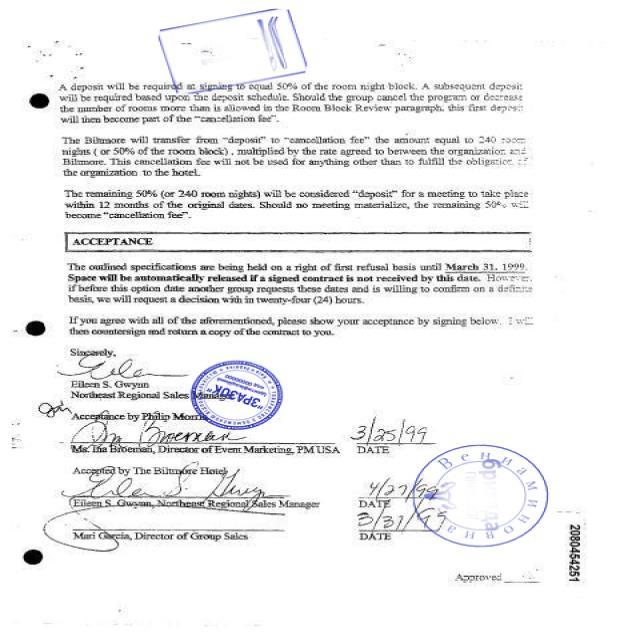 A deposit will be required at signing to equal 50% of the room night block. A subsequent deposit
will be required based upon the deposit schedule. Should the group cancel the program or decrease
the number of rooms more than is allowed in the Room Block Review paragraph, this first deposit
will then become part of the "cancellation fee".
The Biltmore will transfer from "deposit" to "cancellation fee" the amount equal to 240 room
nights ( or 50% of the room block) , multiplied by the rate agreed to between the organization and
Biltmore. This cancellation fee will not be used for anything other than to fulfill the obligation of
the organization to the hotel.
The remaining 50% (or 240 room nights) will be considered "deposit" for a meeting to take place
within 12 months of the original dates. Should no meeting materialize, the remaining 50% will
become "cancellation fee".
ACCEPTANCE
The outlined specifications are being held on a right of first refusal basis until March 31, 1999.
Space will be automatically released if a signed contract is not received by this date. However,
if before this option date another group requests these dates and is willing to confirm on a definite
basis, we will request a decision with in twenty-four (24) hours.
If you agree with all of the aforementioned, please show your acceptance by signing below. I will
then countersign and return a copy of the contract to you.
Sincerely,
Eileen
Eileen S. Gwynn
Northeast Regional Sales Manager
"ЗРАЗОК"
Acceptance by Philip Morris
Ina Broeman 3/25/99
Ms. Ina Broeman, Director of Event Marketing, PM USA DATE
Accepted by The Biltmore Hotel
Eileen S. Gwynn 4/27/99
Eileen S. Gwynn, Northeast Regional Sales Manager DATE
3/31/99
Mari Garcia, Director of Group Sales DATE
Вениаминовна
Approved
2080454251